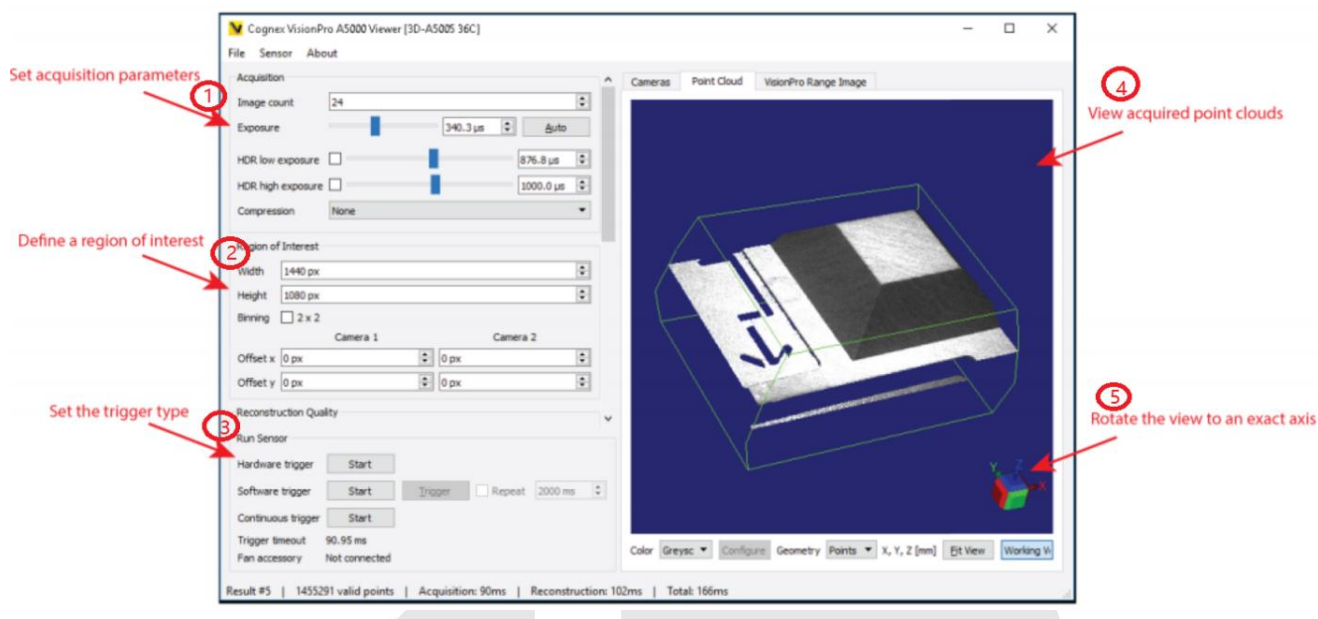 Cognex VisionPro A5000 Viewer [3D-A5005 36C]
File Sensor About
Set acquisition parameters
1
Acquisition
Image count 24
Exposure 340.3 µs Auto
HDR low exposure 876.8 µs
HDR high exposure 1000.0 µs
Compression None
Define a region of interest
2
Region of Interest
Width 1440 px
Height 1080 px
Binning 2 x 2
Camera 1 Camera 2
Offset x 0 px 0 px
Offset y 0 px 0 px
Reconstruction Quality
Set the trigger type
3
Run Sensor
Hardware trigger Start
Software trigger Start Trigger Repeat 2000 ms
Continuous trigger Start
Trigger timeout 90.95 ms
Fan accessory Not connected
Cameras Point Cloud VisionPro Range Image
4
View acquired point clouds
5
Rotate the view to an exact axis
Y Z X
Color Greysc Configure Geometry Points X, Y, Z [mm] Fit View Working V
Result #5 | 1455291 valid points | Acquisition: 90ms | Reconstruction: 102ms | Total: 166ms